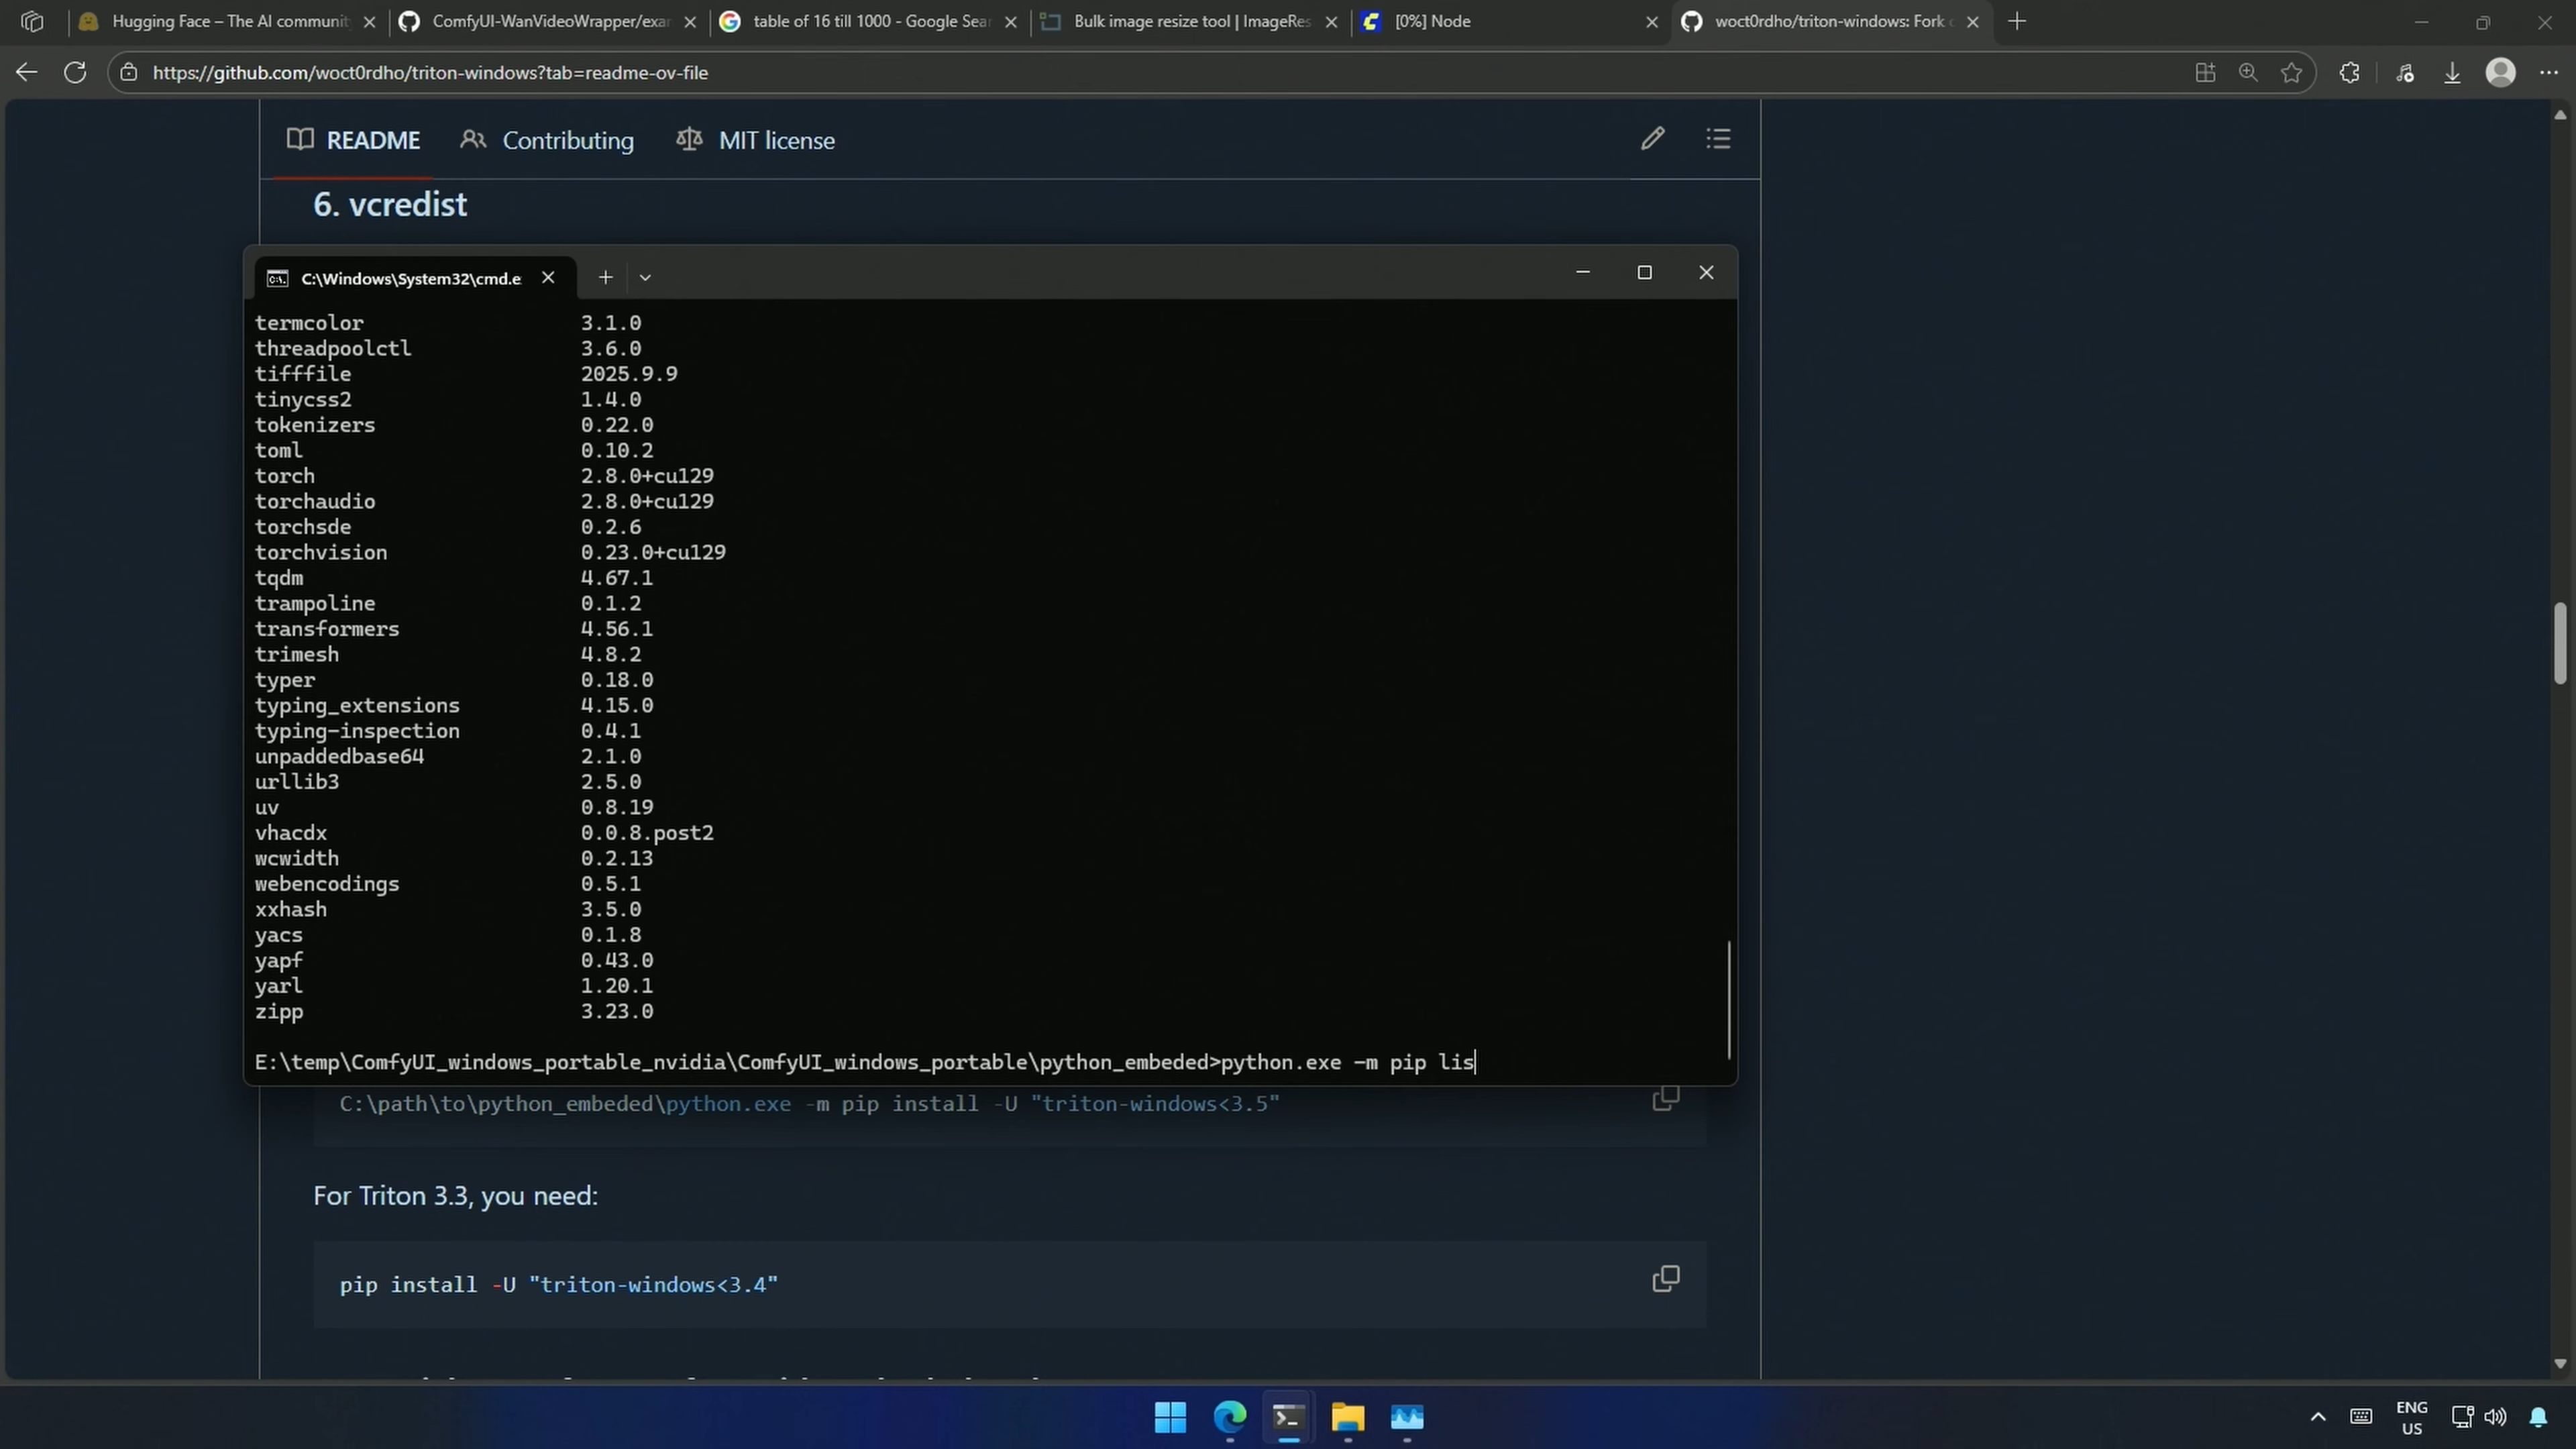 Hugging Face – The AI communit
ComfyUI-WanVideoWrapper/exar
table of 16 till 1000 - Google Sear
Bulk image resize tool | ImageRes
[0%] Node
woct0rdho/triton-windows: Fork o
https://github.com/woct0rdho/triton-windows?tab=readme-ov-file
README
Contributing
MIT license
6. vcredist
C:\Windows\System32\cmd.e
termcolor 3.1.0
threadpoolctl 3.6.0
tifffile 2025.9.9
tinycss2 1.4.0
tokenizers 0.22.0
toml 0.10.2
torch 2.8.0+cu129
torchaudio 2.8.0+cu129
torchsde 0.2.6
torchvision 0.23.0+cu129
tqdm 4.67.1
trampoline 0.1.2
transformers 4.56.1
trimesh 4.8.2
typer 0.18.0
typing_extensions 4.15.0
typing-inspection 0.4.1
unpaddedbase64 2.1.0
urllib3 2.5.0
uv 0.8.19
vhacdx 0.0.8.post2
wcwidth 0.2.13
webencodings 0.5.1
xxhash 3.5.0
yacs 0.1.8
yapf 0.43.0
yarl 1.20.1
zipp 3.23.0
E:\temp\ComfyUI_windows_portable_nvidia\ComfyUI_windows_portable\python_embeded>python.exe -m pip lis
C:\path\to\python_embeded\python.exe -m pip install -U "triton-windows<3.5"
For Triton 3.3, you need:
pip install -U "triton-windows<3.4"
ENG
US